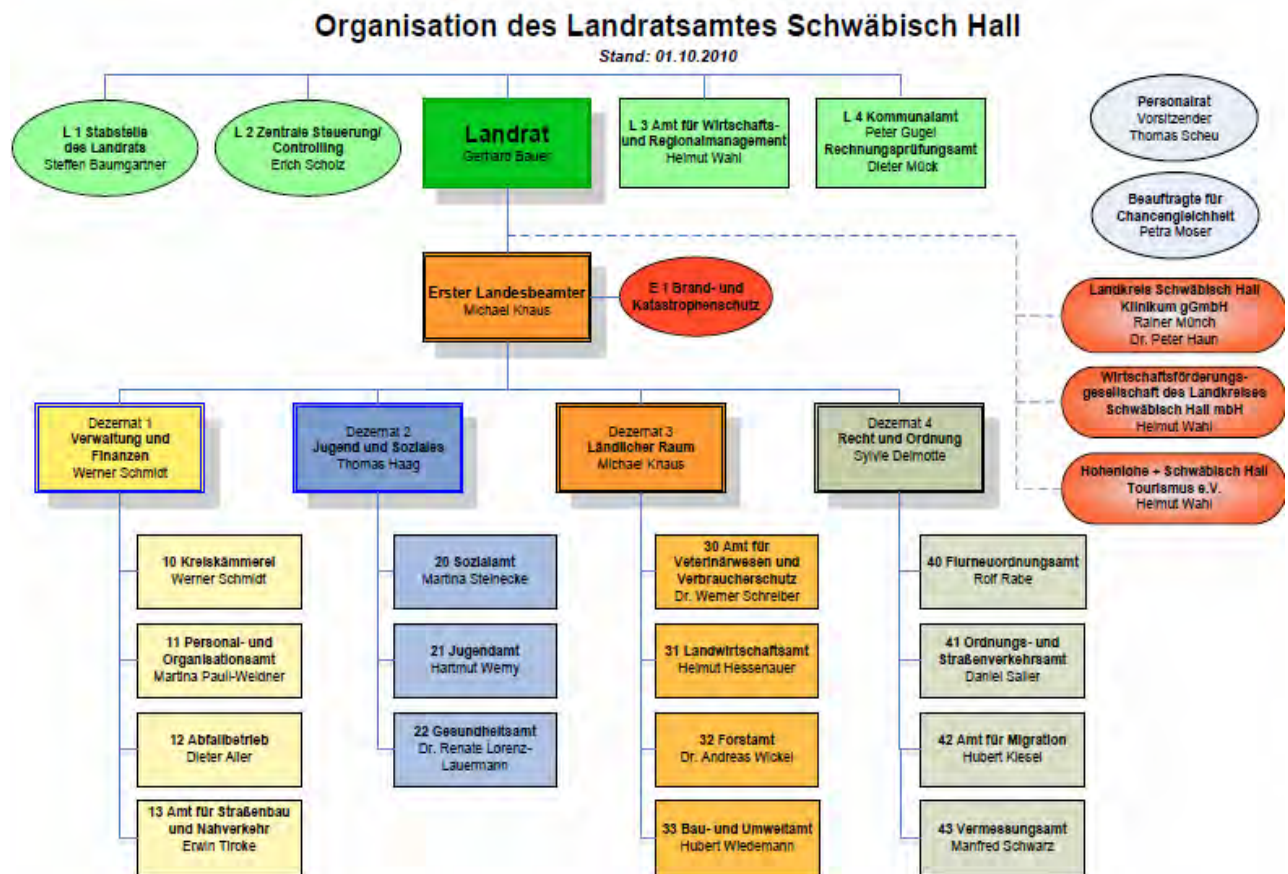 Organisation des Landratsamtes Schwäbisch Hall
Stand: 01.10.2010
L 1 Stabstelle
des Landrats
Steffen Baumgartner
L 2 Zentrale Steuerung/
Controlling
Erich Scholz
Landrat
Gerhard Bauer
L 3 Amt für Wirtschafts-
und Regionalmanagement
Helmut Wahl
L 4 Kommunalamt
Peter Gugel
Rechnungsprüfungsamt
Dieter Mück
Personalrat
Vorsitzender
Thomas Scheu
Beauftragte für
Chancengleichheit
Petra Moser
Erster Landesbeamter
Michael Knaus
E 1 Brand- und
Katastrophenschutz
Landkreis Schwäbisch Hall
Klinikum gGmbH
Rainer Münch
Dr. Peter Haun
Wirtschaftsförderungs-
gesellschaft des Landkreises
Schwäbisch Hall mbH
Helmut Wahl
Hohenlohe + Schwäbisch Hall
Tourismus e.V.
Helmut Wahl
Dezernat 1
Verwaltung und
Finanzen
Werner Schmidt
Dezernat 2
Jugend und Soziales
Thomas Haag
Dezernat 3
Ländlicher Raum
Michael Knaus
Dezernat 4
Recht und Ordnung
Sylvie Delmotte
10 Kreiskämmerei
Werner Schmidt
11 Personal- und
Organisationsamt
Martina Pauli-Weidner
12 Abfallbetrieb
Dieter Aller
13 Amt für Straßenbau
und Nahverkehr
Erwin Tiroke
20 Sozialamt
Martina Steinecke
21 Jugendamt
Hartmut Werny
22 Gesundheitsamt
Dr. Renate Lorenz-
Lauermann
30 Amt für
Veterinärwesen und
Verbraucherschutz
Dr. Werner Schreiber
31 Landwirtschaftsamt
Helmut Hessenauer
32 Forstamt
Dr. Andreas Wickel
33 Bau- und Umweltamt
Hubert Wiedemann
40 Flurneuordnungsamt
Rolf Rabe
41 Ordnungs- und
Straßenverkehrsamt
Daniel Saller
42 Amt für Migration
Hubert Kiesel
43 Vermessungsamt
Manfred Schwarz